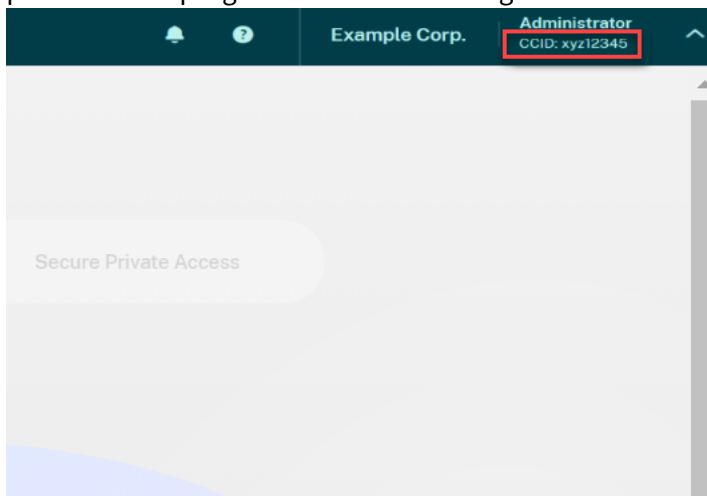 Example Corp.
Administrator
CCID: xyz12345
Secure Private Access